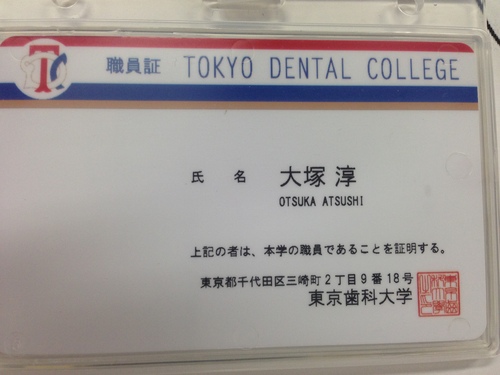 職員証 TOKYO DENTAL COLLEGE
氏 名 大塚 淳
OTSUKA ATSUSHI
上記の者は、本学の職員であることを証明する。
東京都千代田区三崎町2丁目9番18号
東京歯科大学